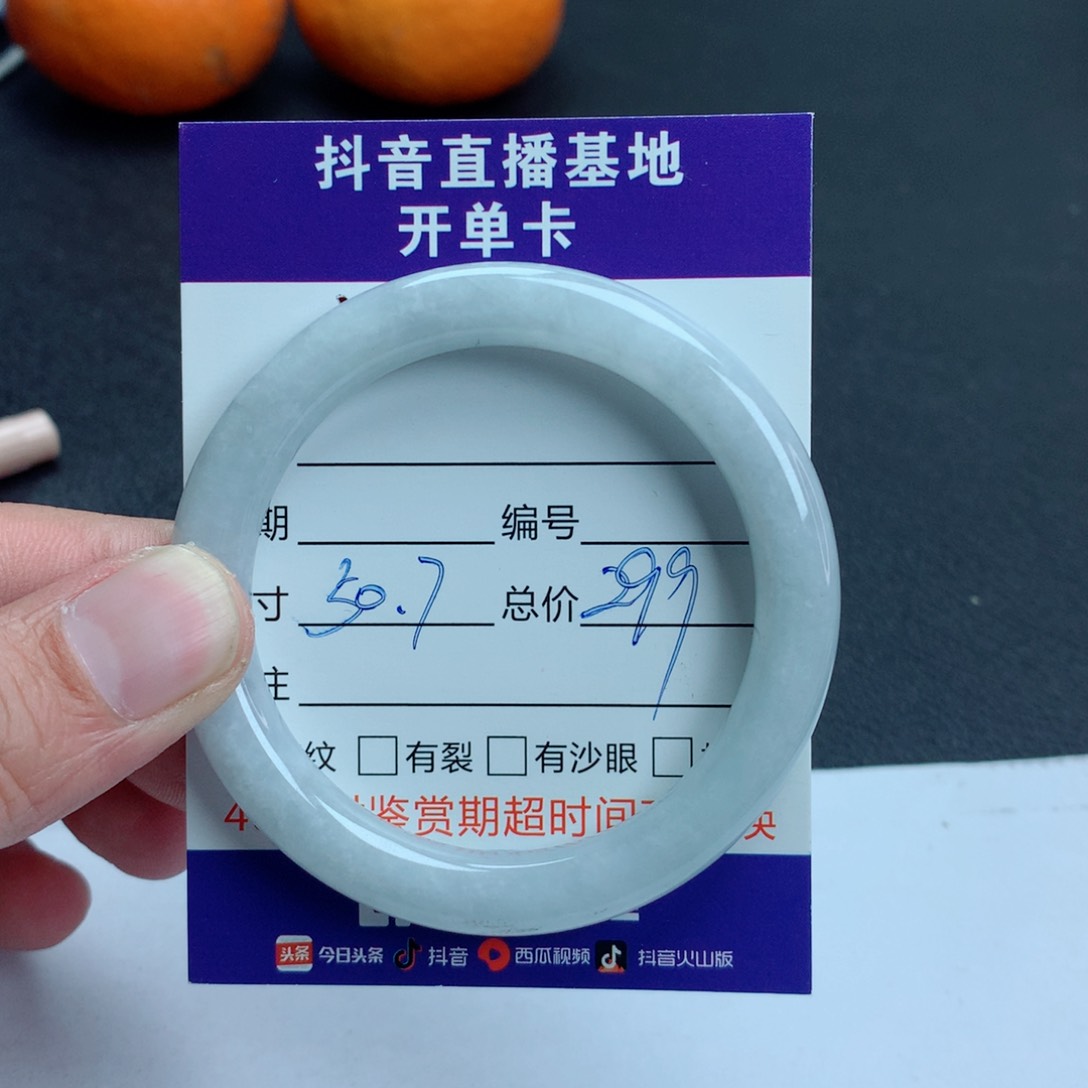 抖音直播基地
开单卡
期 编号
寸 50.7 总价 299
注
纹 □有裂 □有沙眼 □
4 鉴赏期超时间
头条 今日头条 抖音 西瓜视频 抖音火山版